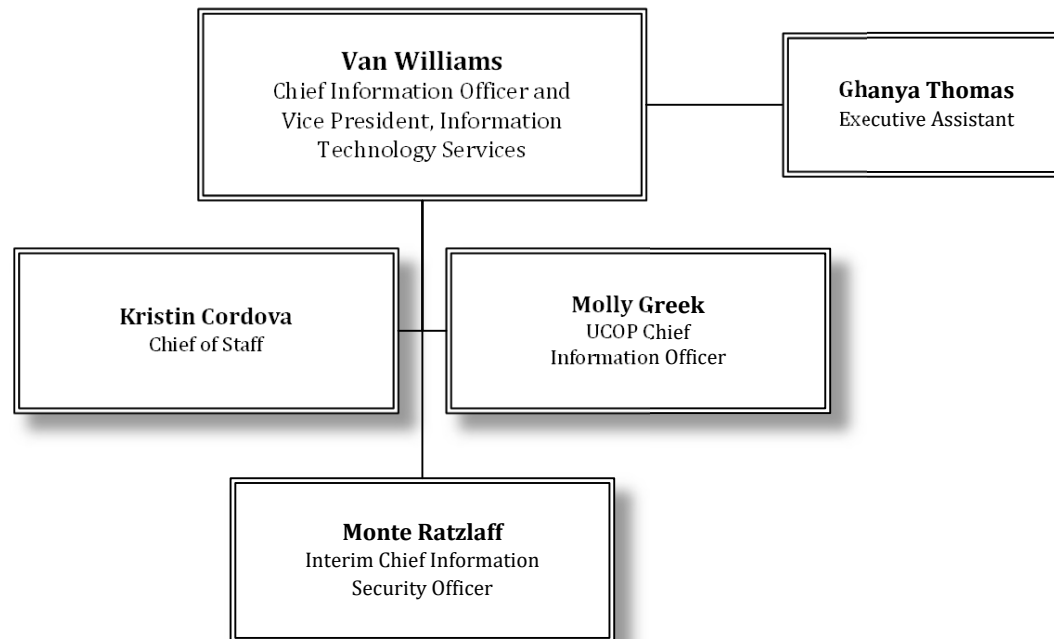 Van Williams
Chief Information Officer and
Vice President, Information
Technology Services
Ghanya Thomas
Executive Assistant
Kristin Cordova
Chief of Staff
Molly Greek
UCOP Chief
Information Officer
Monte Ratzlaff
Interim Chief Information
Security Officer